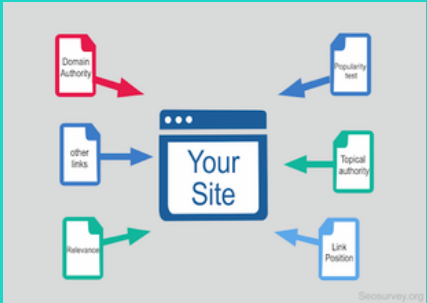 Domain
Authority
Popularity
test
other
links
Your
Site
Topical
authority
Relevance
Link
Position
Seosurvey.org